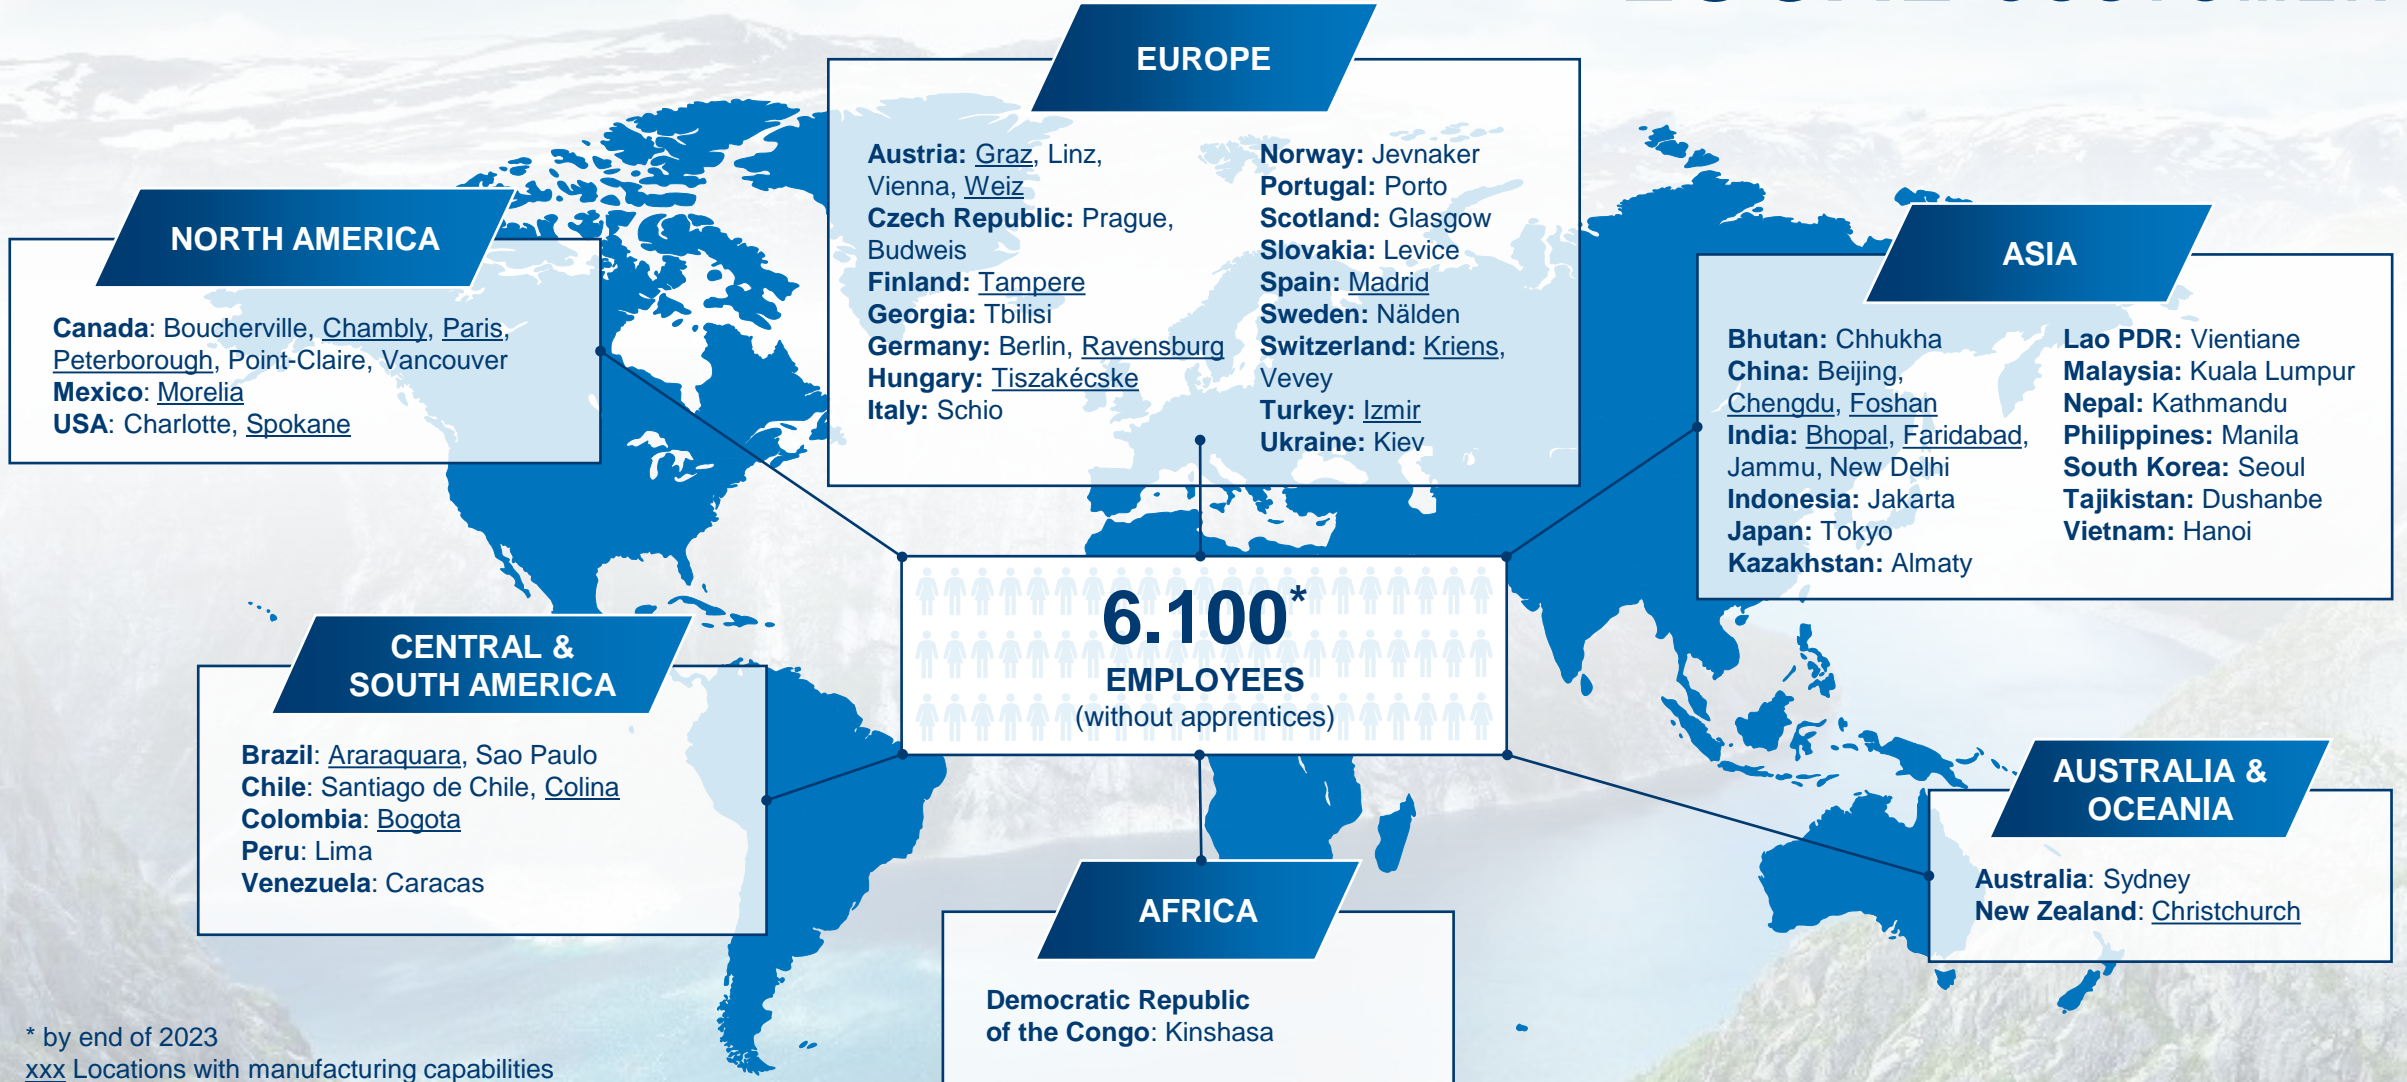 EUROPE
Austria: Graz, Linz,
Vienna, Weiz
Czech Republic: Prague,
Budweis
Finland: Tampere
Georgia: Tbilisi
Germany: Berlin, Ravensburg
Hungary: Tiszakécske
Italy: Schio
Norway: Jevnaker
Portugal: Porto
Scotland: Glasgow
Slovakia: Levice
Spain: Madrid
Sweden: Nälden
Switzerland: Kriens,
Vevey
Turkey: Izmir
Ukraine: Kiev
NORTH AMERICA
Canada: Boucherville, Chambly, Paris,
Peterborough, Point-Claire, Vancouver
Mexico: Morelia
USA: Charlotte, Spokane
ASIA
Bhutan: Chhukha
China: Beijing,
Chengdu, Foshan
India: Bhopal, Faridabad,
Jammu, New Delhi
Indonesia: Jakarta
Japan: Tokyo
Kazakhstan: Almaty
Lao PDR: Vientiane
Malaysia: Kuala Lumpur
Nepal: Kathmandu
Philippines: Manila
South Korea: Seoul
Tajikistan: Dushanbe
Vietnam: Hanoi
6.100*
EMPLOYEES
(without apprentices)
CENTRAL &
SOUTH AMERICA
Brazil: Araraquara, Sao Paulo
Chile: Santiago de Chile, Colina
Colombia: Bogota
Peru: Lima
Venezuela: Caracas
AUSTRALIA &
OCEANIA
Australia: Sydney
New Zealand: Christchurch
AFRICA
Democratic Republic
of the Congo: Kinshasa
* by end of 2023
xxx Locations with manufacturing capabilities